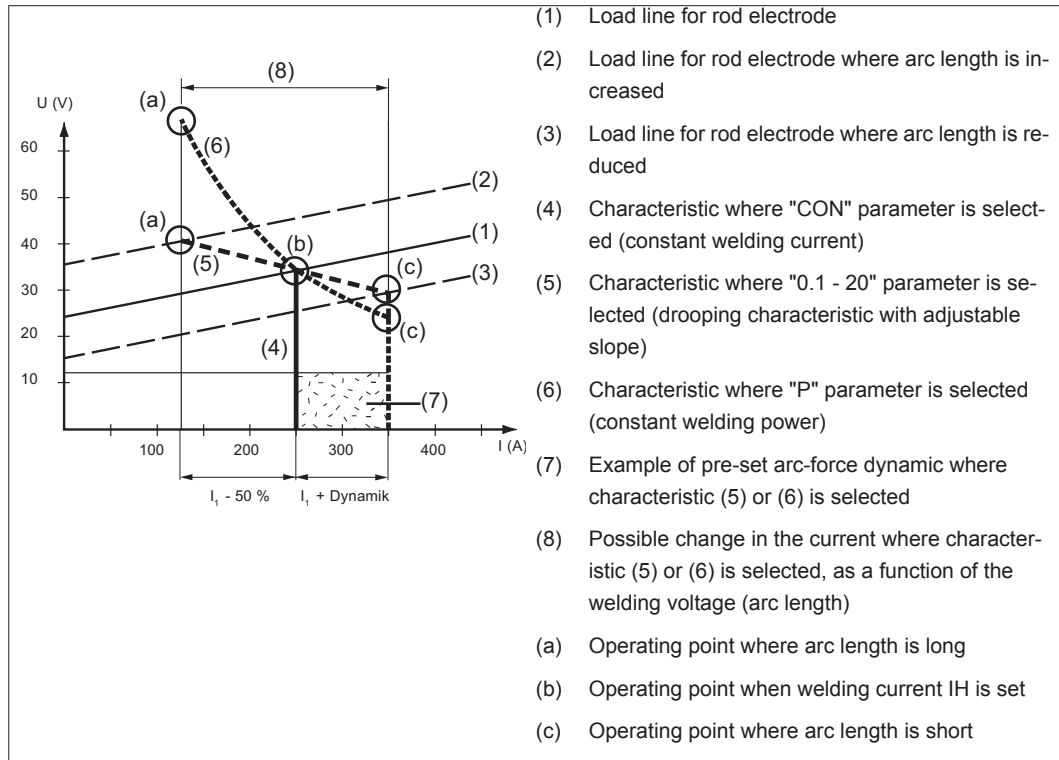 (8)
(a)
U (V)
(6)
60
(2)
50
(a)
(b)
(1)
40
(5)
(c)
(3)
30
(c)
20
(4)
10
(7)
100
200
300
400
I (A)
I₁ - 50 %
I₁ + Dynamik
(1) Load line for rod electrode
(2) Load line for rod electrode where arc length is in-
creased
(3) Load line for rod electrode where arc length is re-
duced
(4) Characteristic where "CON" parameter is select-
ed (constant welding current)
(5) Characteristic where "0.1 - 20" parameter is se-
lected (drooping characteristic with adjustable
slope)
(6) Characteristic where "P" parameter is selected
(constant welding power)
(7) Example of pre-set arc-force dynamic where
characteristic (5) or (6) is selected
(8) Possible change in the current where character-
istic (5) or (6) is selected, as a function of the
welding voltage (arc length)
(a) Operating point where arc length is long
(b) Operating point when welding current IH is set
(c) Operating point where arc length is short